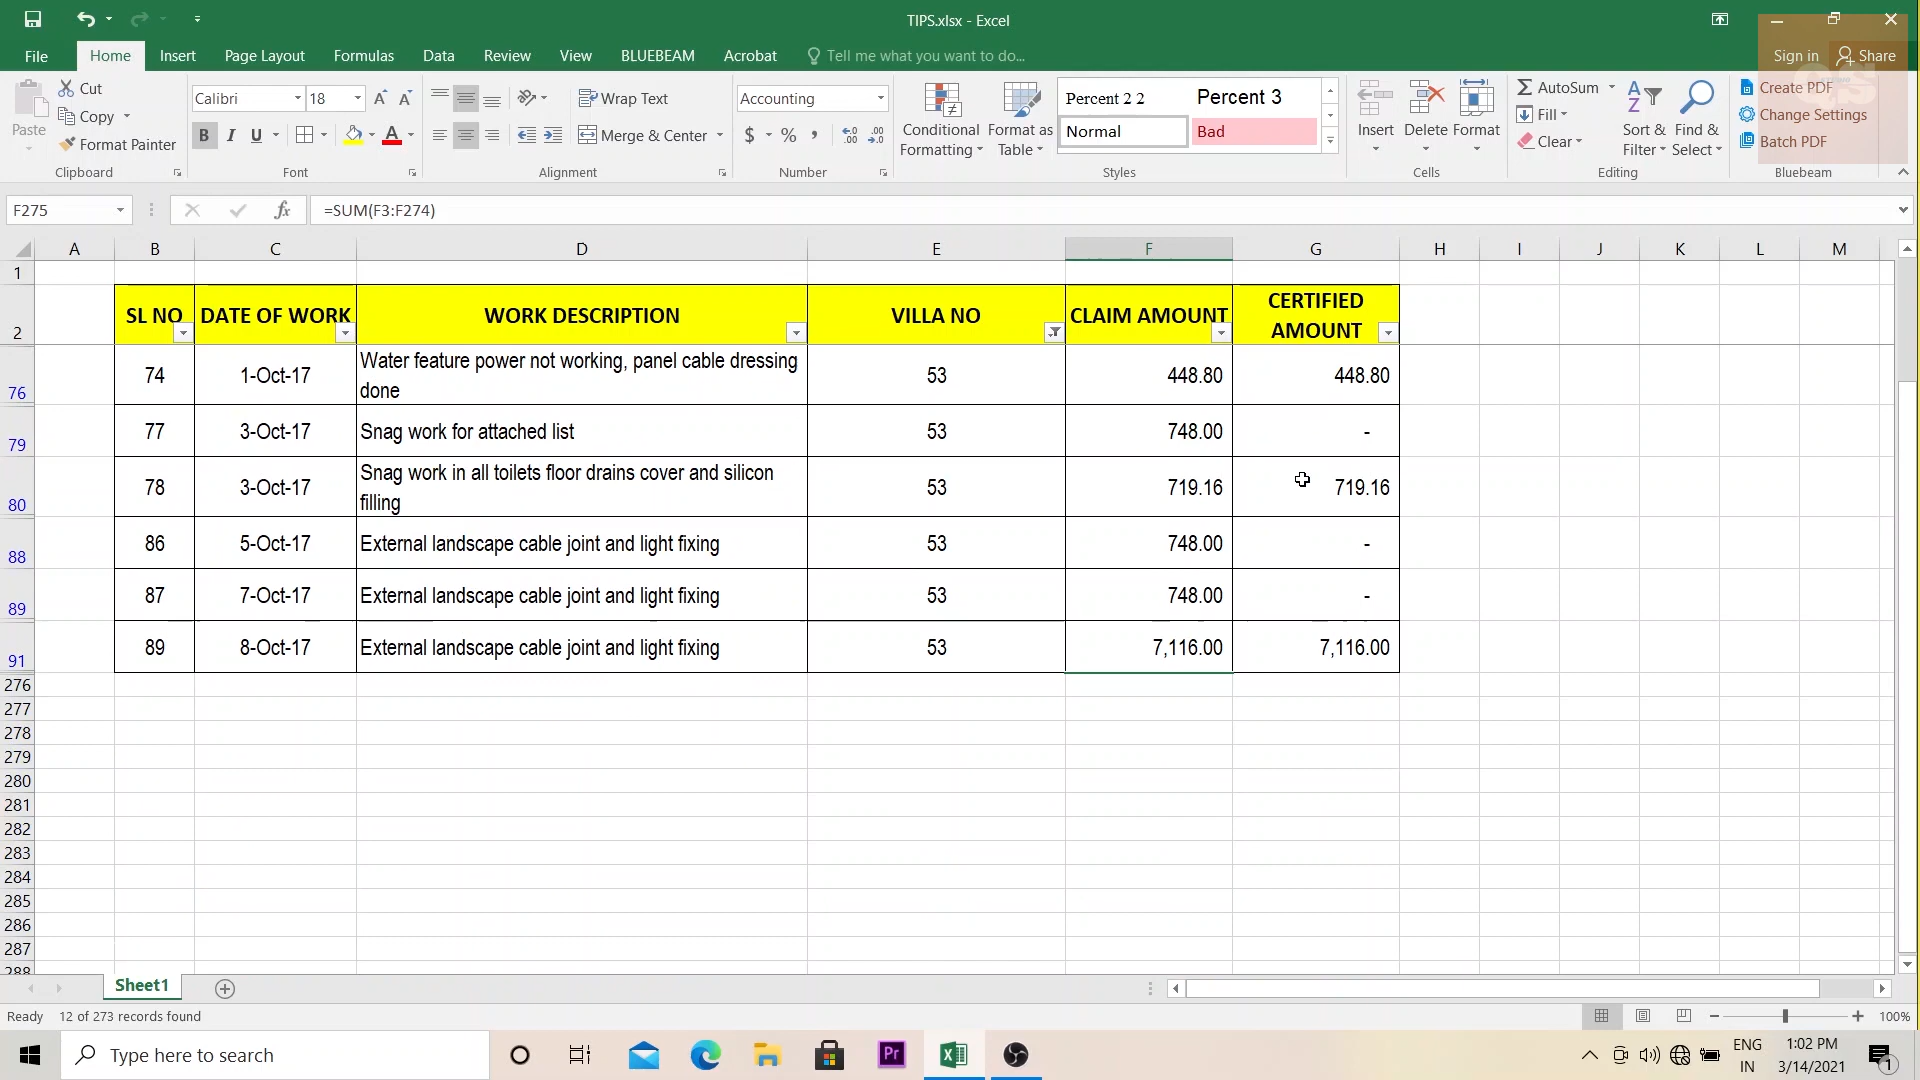 TIPS.xlsx - Excel
File Home Insert Page Layout Formulas Data Review View BLUEBEAM Acrobat Tell me what you want to do... Sign in Share
Paste
Cut
Copy
Format Painter
Clipboard
Calibri 18
B I U
Font
Wrap Text
Merge & Center
Alignment
Accounting
$ % ,
Number
Conditional Formatting
Format as Table
Percent 2 2 Percent 3
Normal Bad
Styles
Insert Delete Format
Cells
AutoSum
Fill
Clear
Sort & Filter
Find & Select
Editing
Create PDF
Change Settings
Batch PDF
Bluebeam
F275 fx =SUM(F3:F274)
A B C D E F G H I J K L M
1
2 SL NO DATE OF WORK WORK DESCRIPTION VILLA NO CLAIM AMOUNT CERTIFIED AMOUNT
76 74 1-Oct-17 Water feature power not working, panel cable dressing done 53 448.80 448.80
79 77 3-Oct-17 Snag work for attached list 53 748.00 -
80 78 3-Oct-17 Snag work in all toilets floor drains cover and silicon filling 53 719.16 719.16
88 86 5-Oct-17 External landscape cable joint and light fixing 53 748.00 -
89 87 7-Oct-17 External landscape cable joint and light fixing 53 748.00 -
91 89 8-Oct-17 External landscape cable joint and light fixing 53 7,116.00 7,116.00
276
277
278
279
280
281
282
283
284
285
286
287
288
Sheet1
Ready 12 of 273 records found 100%
Type here to search
Pr
ENG
IN
1:02 PM
3/14/2021
1